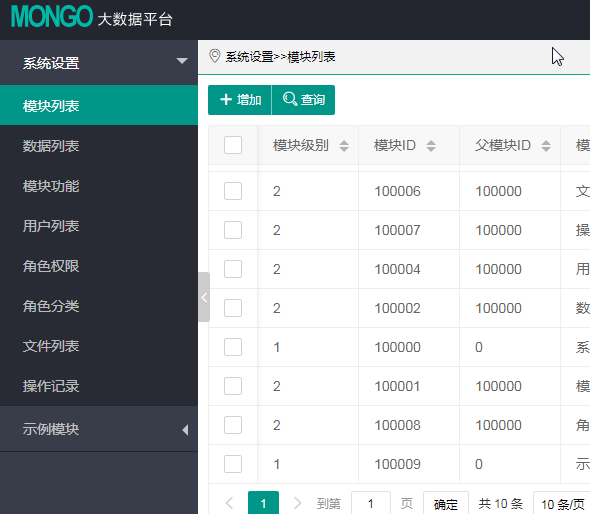 MONGO 大数据平台
系统设置
模块列表
数据列表
模块功能
用户列表
角色权限
角色分类
文件列表
操作记录
示例模块
系统设置>>模块列表
增加 查询
模块级别 模块ID 父模块ID 模
2 100006 100000 文
2 100007 100000 操
2 100004 100000 用
2 100002 100000 数
1 100000 0 系
2 100001 100000 模
2 100008 100000 角
1 100009 0 示
1 到第 1 页 确定 共 10 条 10 条/页